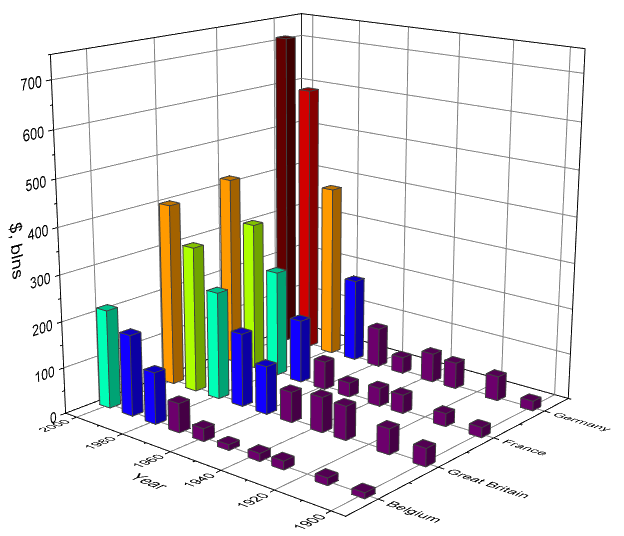 700
600
500
400
300
200
100
0
$, blns
2000
1980
1960
1940
1920
1900
Year
Germany
France
Great Britain
Belgium